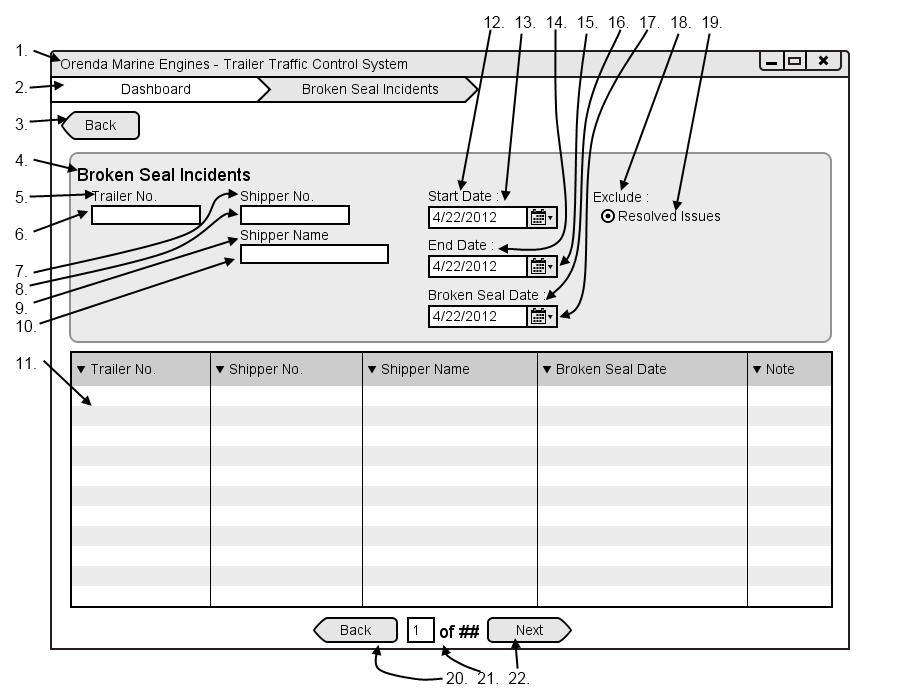 12. 13. 14. 15. 16. 17. 18. 19.
1.
Orenda Marine Engines - Trailer Traffic Control System
2.
Dashboard
Broken Seal Incidents
3.
Back
4.
Broken Seal Incidents
5.
Trailer No.
Shipper No.
Start Date :
Exclude :
4/22/2012
Resolved Issues
6.
Shipper Name
End Date :
7.
4/22/2012
8.
Broken Seal Date :
9.
4/22/2012
10.
11.
Trailer No.
Shipper No.
Shipper Name
Broken Seal Date
Note
Back
1
of ##
Next
20. 21. 22.